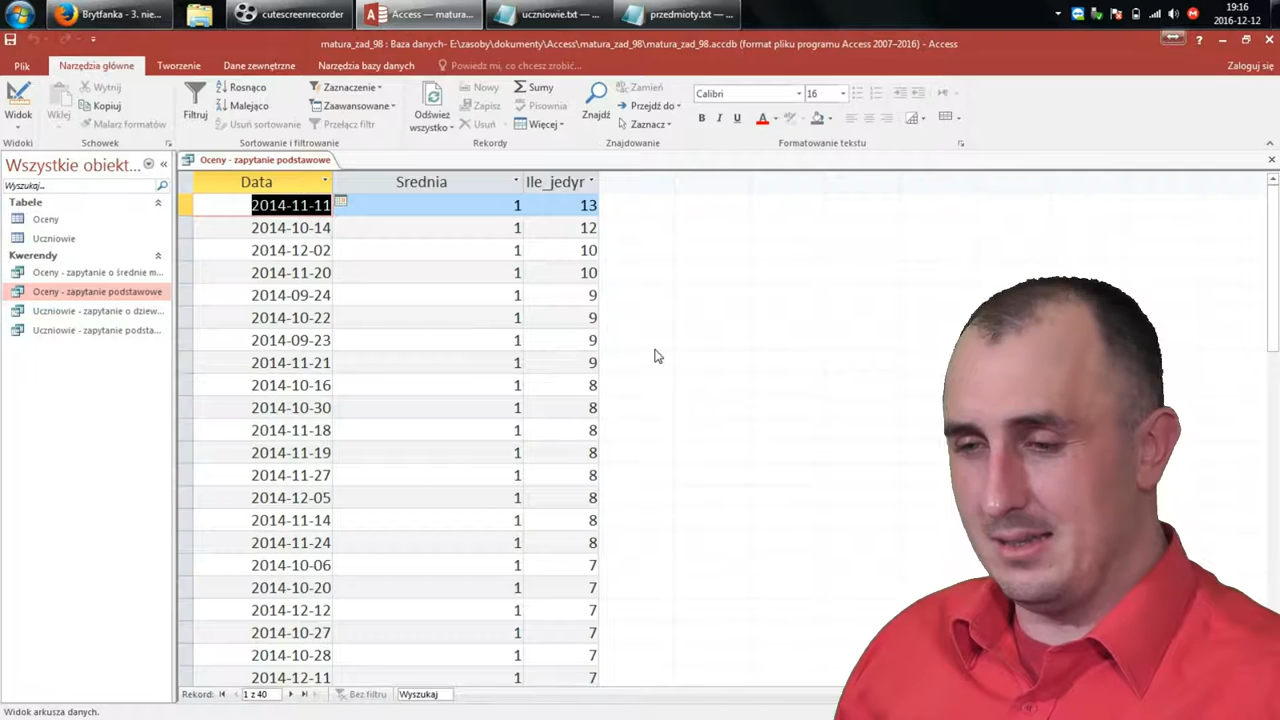 Brytfanka - 3. nie...
cutescreenrecorder
Access — matura...
uczniowie.txt — ...
przedmioty.txt — ...
19:16
2016-12-12
matura_zad_98 : Baza danych- E:\zasoby\dokumenty\Access\matura_zad_98\matura_zad_98.accdb (format pliku programu Access 2007–2016) - Access
Plik
Narzędzia główne
Tworzenie
Dane zewnętrzne
Narzędzia bazy danych
Powiedz mi, co chcesz zrobić...
Zaloguj się
Widok
Wklej
Wytnij
Kopiuj
Malarz formatów
Filtruj
Rosnąco
Malejąco
Usuń sortowanie
Znaczenie
Zaawansowane
Przełącz filtr
Odśwież
wszystko
Nowy
Zapisz
Usuń
Sumy
Pisownia
Więcej
Znajdź
Zamień
Przejdź do
Zaznacz
Calibri
16
B
I
U
A
Widoki
Schowek
Sortowanie i filtrowanie
Rekordy
Znajdowanie
Formatowanie tekstu
Wszystkie obiekt...
Wyszukaj...
Tabele
Oceny
Uczniowie
Kwerendy
Oceny - zapytanie o średnie m...
Oceny - zapytanie podstawowe
Uczniowie - zapytanie o dziew...
Uczniowie - zapytanie podsta...
Oceny - zapytanie podstawowe
Data Srednia Ile_jedyr
2014-11-11 1 13
2014-10-14 1 12
2014-12-02 1 10
2014-11-20 1 10
2014-09-24 1 9
2014-10-22 1 9
2014-09-23 1 9
2014-11-21 1 9
2014-10-16 1 8
2014-10-30 1 8
2014-11-18 1 8
2014-11-19 1 8
2014-11-27 1 8
2014-12-05 1 8
2014-11-14 1 8
2014-11-24 1 8
2014-10-06 1 7
2014-10-20 1 7
2014-12-12 1 7
2014-10-27 1 7
2014-10-28 1 7
2014-12-11 1 7
Rekord: 1 z 40 Bez filtru Wyszukaj
Widok arkusza danych.